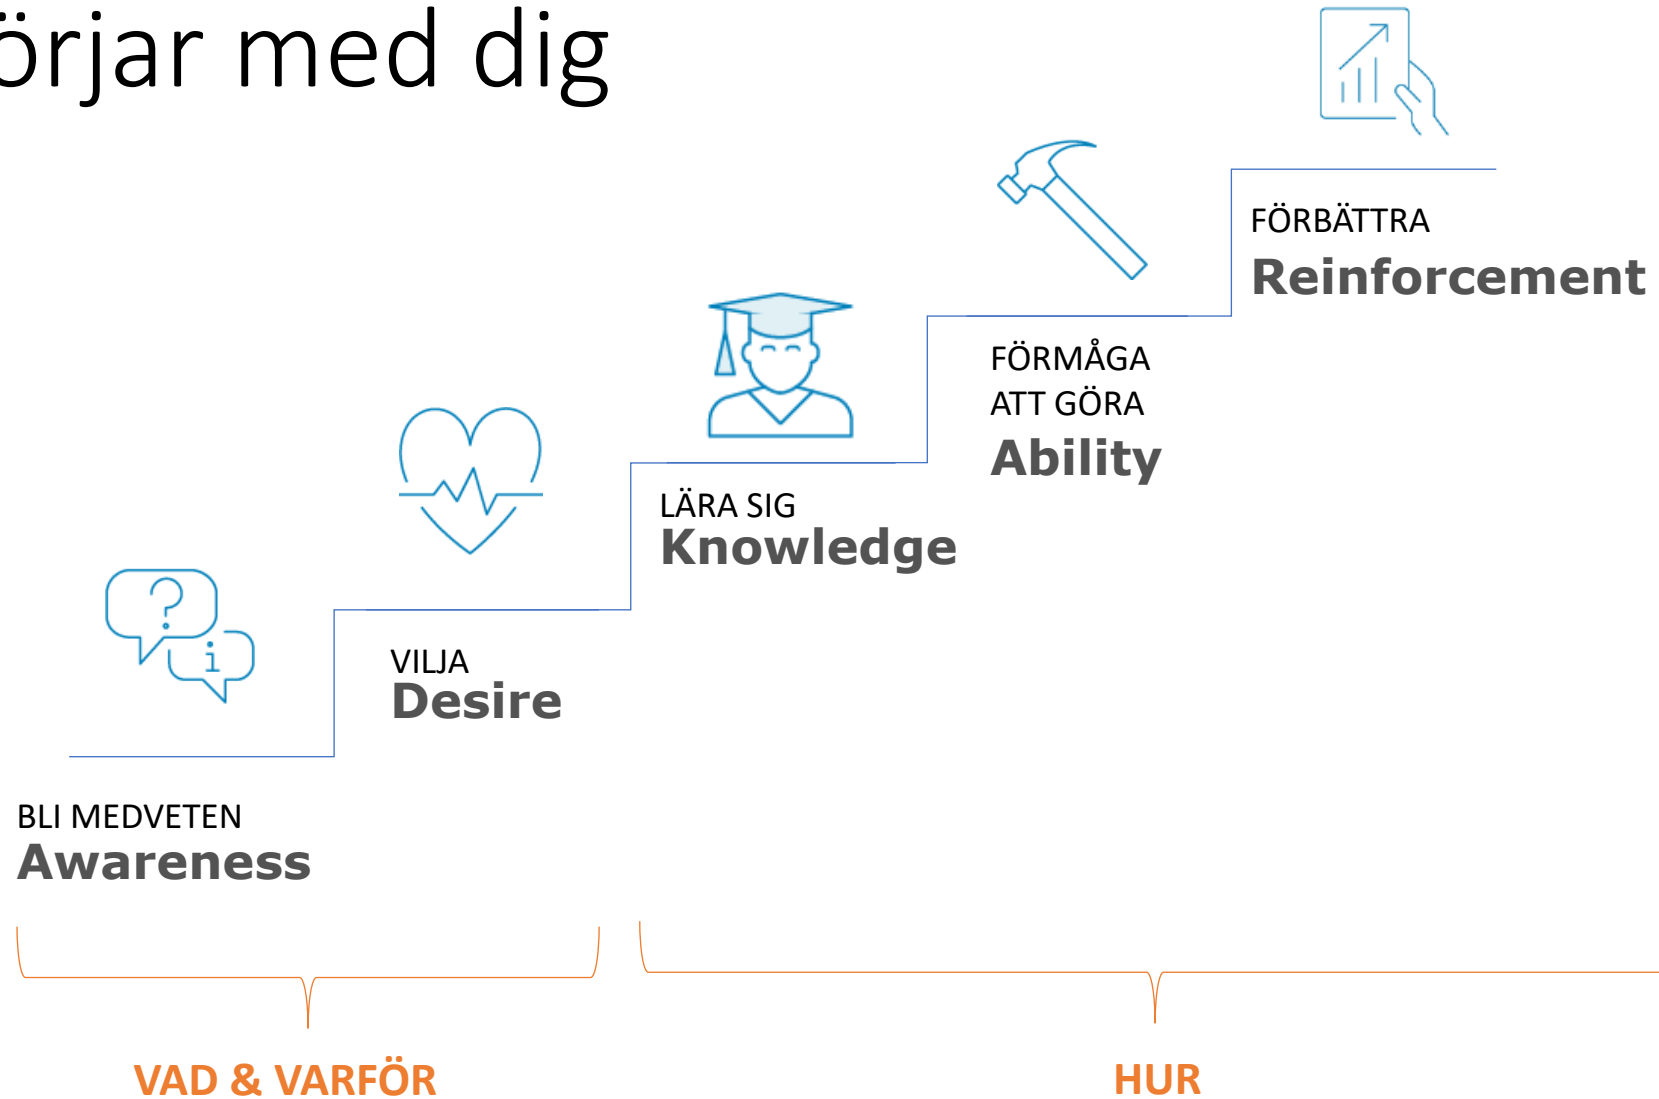 örjar med dig
FÖRBÄTTRA
Reinforcement
FÖRMÅGA
ATT GÖRA
Ability
LÄRA SIG
Knowledge
?
i
VILJA
Desire
BLI MEDVETEN
Awareness
VAD & VARFÖR
HUR